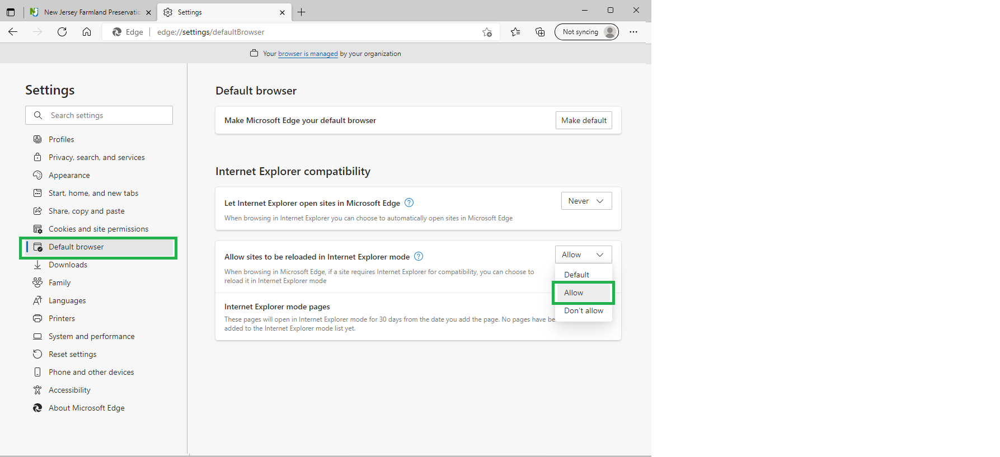 New Jersey Farmland Preservatio
Settings
Edge
edge://settings/defaultBrowser
Not syncing
Your browser is managed by your organization
Settings
Search settings
Profiles
Privacy, search, and services
Appearance
Start, home, and new tabs
Share, copy and paste
Cookies and site permissions
Default browser
Downloads
Family
Languages
Printers
System and performance
Reset settings
Phone and other devices
Accessibility
About Microsoft Edge
Default browser
Make Microsoft Edge your default browser
Make default
Internet Explorer compatibility
Let Internet Explorer open sites in Microsoft Edge
Never
When browsing in Internet Explorer you can choose to automatically open sites in Microsoft Edge
Allow sites to be reloaded in Internet Explorer mode
Allow
When browsing in Microsoft Edge, if a site requires Internet Explorer for compatibility, you can choose to
reload it in Internet Explorer mode
Default
Allow
Don't allow
Internet Explorer mode pages
These pages will open in Internet Explorer mode for 30 days from the date you add the page. No pages have be
added to the Internet Explorer mode list yet.